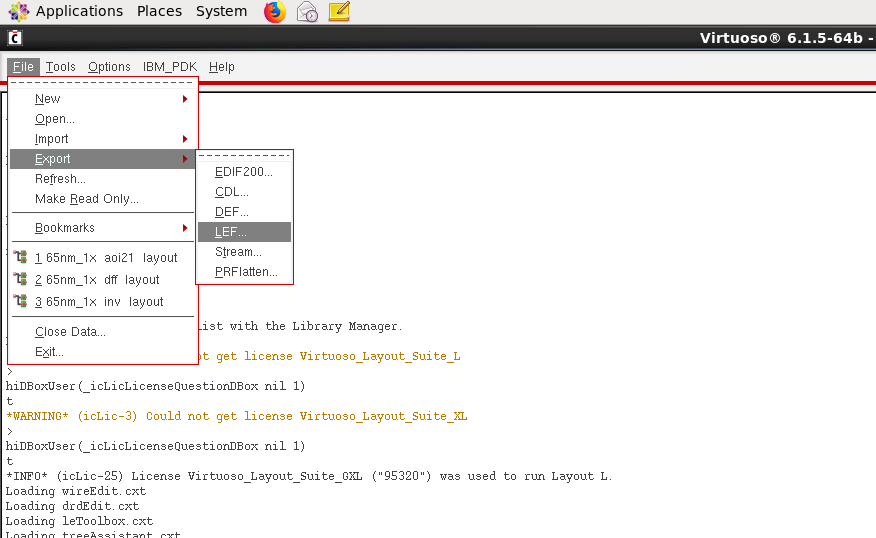 Applications Places System
Virtuoso® 6.1.5-64b -
File Tools Options IBM_PDK Help
New
Open...
Import
Export
Refresh...
Make Read Only...
Bookmarks
1 65nm_1x aoi21 layout
2 65nm_1x dff layout
3 65nm_1x inv layout
Close Data...
Exit...
EDIF200...
CDL...
DEF...
LEF...
Stream...
PRFlatten...
list with the Library Manager.
get license Virtuoso_Layout_Suite_L
>
hiDBoxUser(_icLicLicenseQuestionDBox nil 1)
t
*WARNING* (icLic-3) Could not get license Virtuoso_Layout_Suite_XL
>
hiDBoxUser(_icLicLicenseQuestionDBox nil 1)
t
*INFO* (icLic-25) License Virtuoso_Layout_Suite_GXL ("95320") was used to run Layout L.
Loading wireEdit.cxt
Loading drdEdit.cxt
Loading leToolbox.cxt
Loading treeAssistant.cxt